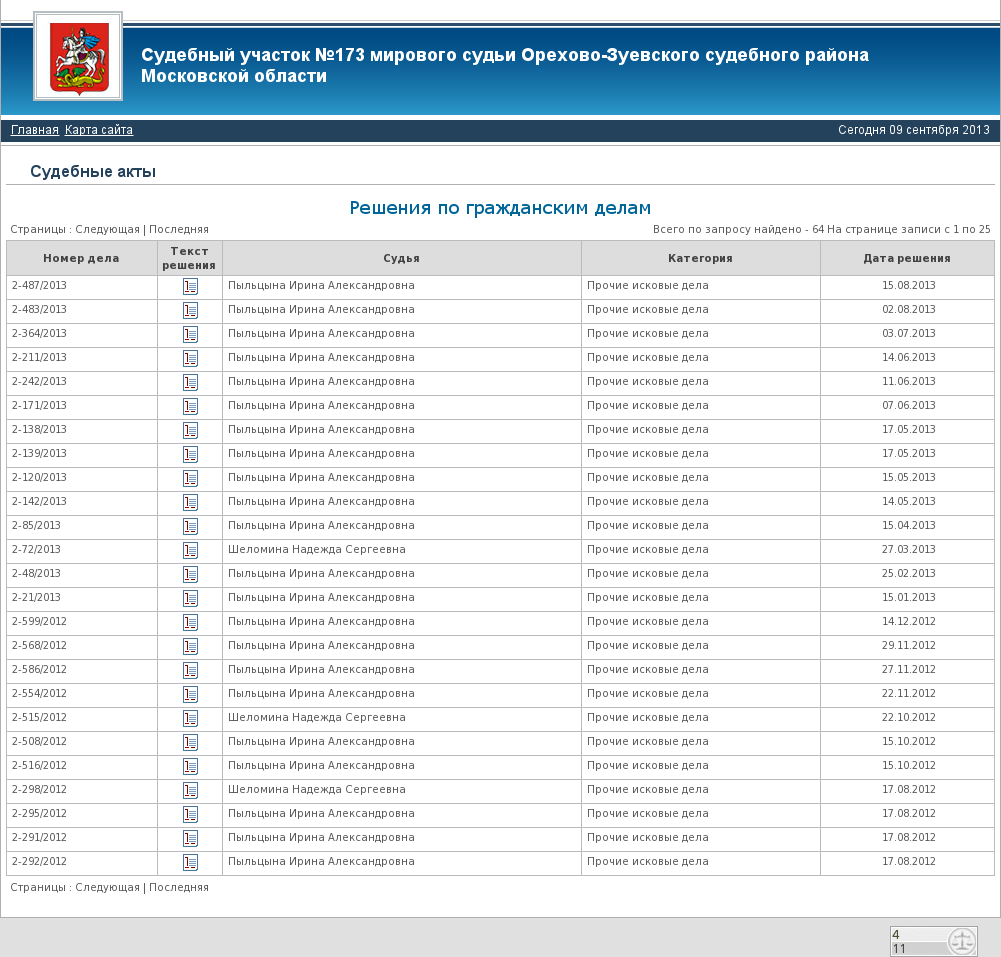 Судебный участок №173 мирового судьи Орехово-Зуевского судебного района
Московской области
Главная Карта сайта Сегодня 09 сентября 2013
Судебные акты
Решения по гражданским делам
Страницы : Следующая | Последняя Всего по запросу найдено - 64 На странице записи с 1 по 25
Номер дела Текст решения Судья Категория Дата решения
2-487/2013 Пыльцына Ирина Александровна Прочие исковые дела 15.08.2013
2-483/2013 Пыльцына Ирина Александровна Прочие исковые дела 02.08.2013
2-364/2013 Пыльцына Ирина Александровна Прочие исковые дела 03.07.2013
2-211/2013 Пыльцына Ирина Александровна Прочие исковые дела 14.06.2013
2-242/2013 Пыльцына Ирина Александровна Прочие исковые дела 11.06.2013
2-171/2013 Пыльцына Ирина Александровна Прочие исковые дела 07.06.2013
2-138/2013 Пыльцына Ирина Александровна Прочие исковые дела 17.05.2013
2-139/2013 Пыльцына Ирина Александровна Прочие исковые дела 17.05.2013
2-120/2013 Пыльцына Ирина Александровна Прочие исковые дела 15.05.2013
2-142/2013 Пыльцына Ирина Александровна Прочие исковые дела 14.05.2013
2-85/2013 Пыльцына Ирина Александровна Прочие исковые дела 15.04.2013
2-72/2013 Шеломина Надежда Сергеевна Прочие исковые дела 27.03.2013
2-48/2013 Пыльцына Ирина Александровна Прочие исковые дела 25.02.2013
2-21/2013 Пыльцына Ирина Александровна Прочие исковые дела 15.01.2013
2-599/2012 Пыльцына Ирина Александровна Прочие исковые дела 14.12.2012
2-568/2012 Пыльцына Ирина Александровна Прочие исковые дела 29.11.2012
2-586/2012 Пыльцына Ирина Александровна Прочие исковые дела 27.11.2012
2-554/2012 Пыльцына Ирина Александровна Прочие исковые дела 22.11.2012
2-515/2012 Шеломина Надежда Сергеевна Прочие исковые дела 22.10.2012
2-508/2012 Пыльцына Ирина Александровна Прочие исковые дела 15.10.2012
2-516/2012 Пыльцына Ирина Александровна Прочие исковые дела 15.10.2012
2-298/2012 Шеломина Надежда Сергеевна Прочие исковые дела 17.08.2012
2-295/2012 Пыльцына Ирина Александровна Прочие исковые дела 17.08.2012
2-291/2012 Пыльцына Ирина Александровна Прочие исковые дела 17.08.2012
2-292/2012 Пыльцына Ирина Александровна Прочие исковые дела 17.08.2012
Страницы : Следующая | Последняя
4
11